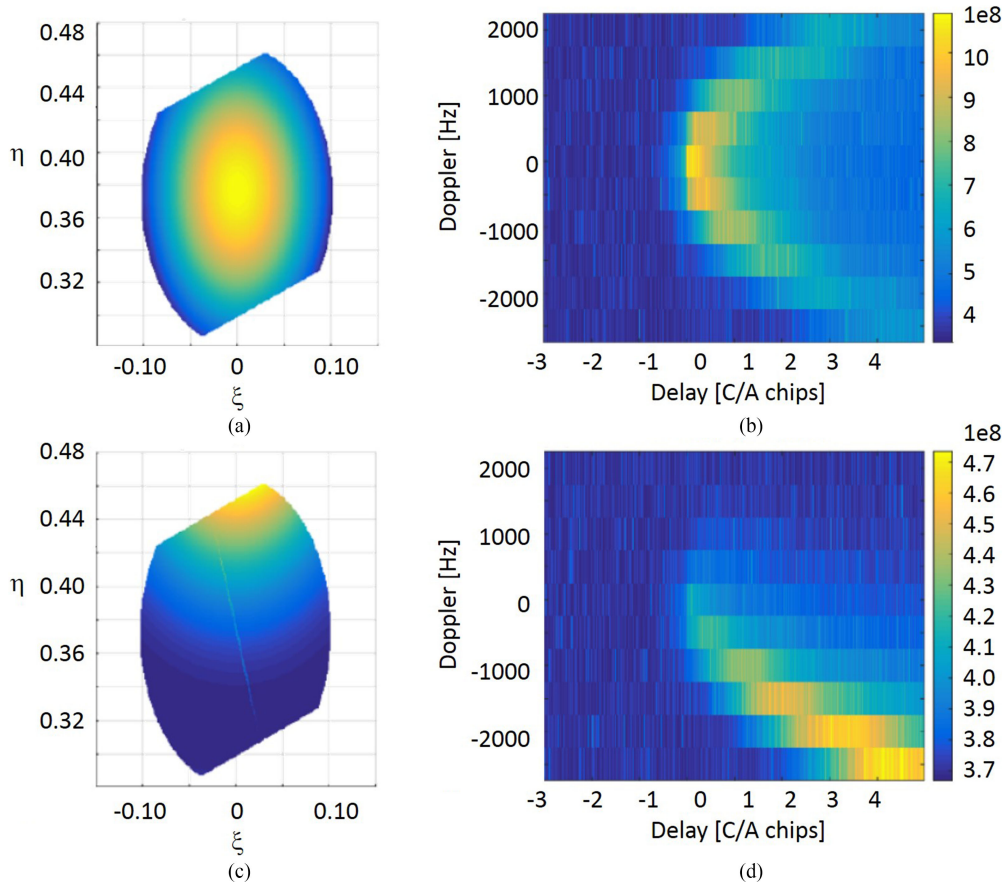 0.48
0.44
0.40
η
0.36
0.32
-0.10 0 0.10
ξ
(a)
1e8
2000
1000
0
-1000
-2000
Doppler [Hz]
10
9
8
7
6
5
4
-3 -2 -1 0 1 2 3 4
Delay [C/A chips]
(b)
0.48
0.44
η
0.40
0.36
0.32
-0.10 0 0.10
ξ
(c)
1e8
2000
1000
0
-1000
-2000
Doppler [Hz]
4.7
4.6
4.5
4.4
4.3
4.2
4.1
4.0
3.9
3.8
3.7
-3 -2 -1 0 1 2 3 4
Delay [C/A chips]
(d)